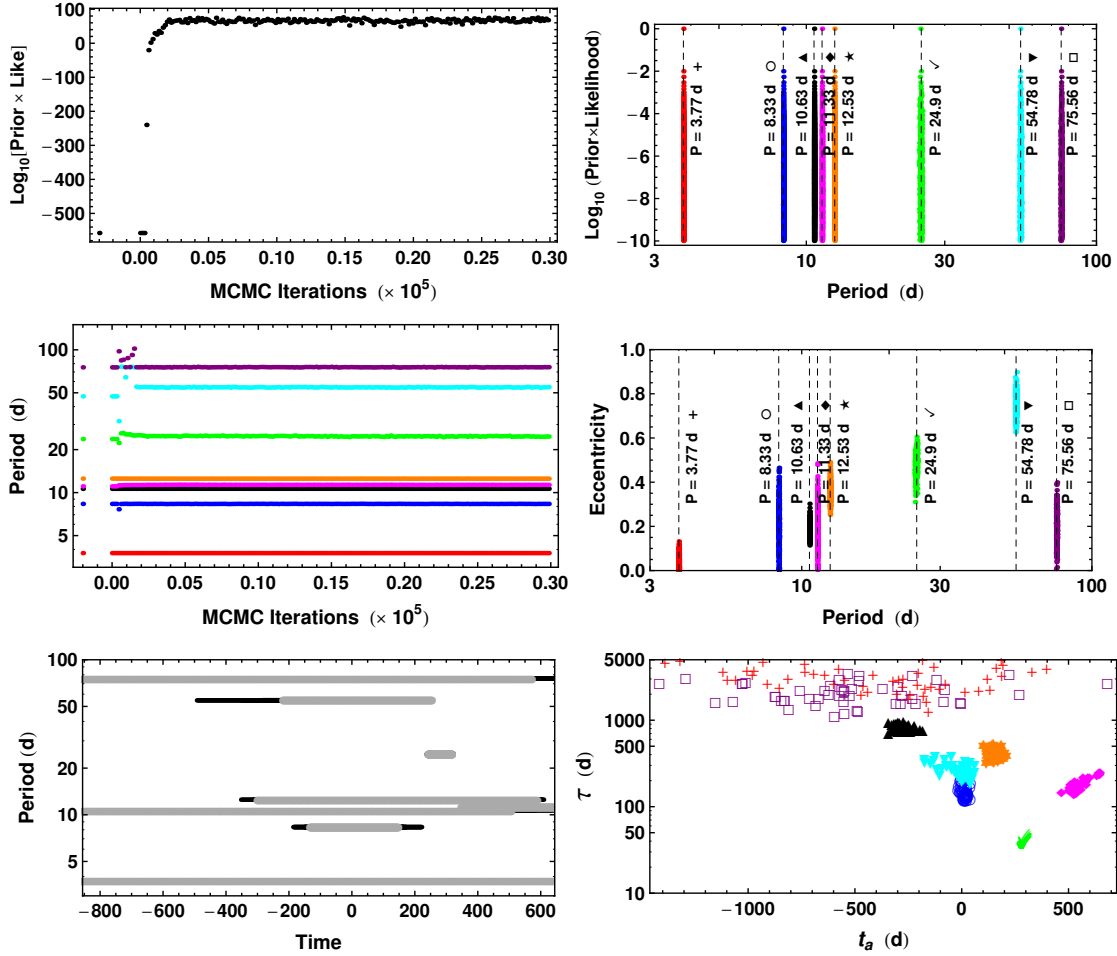 100
0
−100
−200
−300
−400
−500
Log10[Prior × Like]
0.00 0.05 0.10 0.15 0.20 0.25 0.30
MCMC Iterations (× 10^5)
0
−2
−4
−6
−8
−10
Log10 (Prior×Likelihood)
P = 3.77 d
P = 8.33 d
P = 10.63 d
P = 11.33 d
P = 12.53 d
P = 24.9 d
P = 54.78 d
P = 75.56 d
3 10 30 100
Period (d)
100
50
20
10
5
Period (d)
0.00 0.05 0.10 0.15 0.20 0.25 0.30
MCMC Iterations (× 10^5)
1.0
0.8
0.6
0.4
0.2
0.0
Eccentricity
P = 3.77 d
P = 8.33 d
P = 10.63 d
P = 11.33 d
P = 12.53 d
P = 24.9 d
P = 54.78 d
P = 75.56 d
3 10 30 100
Period (d)
100
50
20
10
5
Period (d)
−800 −600 −400 −200 0 200 400 600
Time
5000
1000
500
100
50
10
τ (d)
−1000 −500 0 500
ta (d)